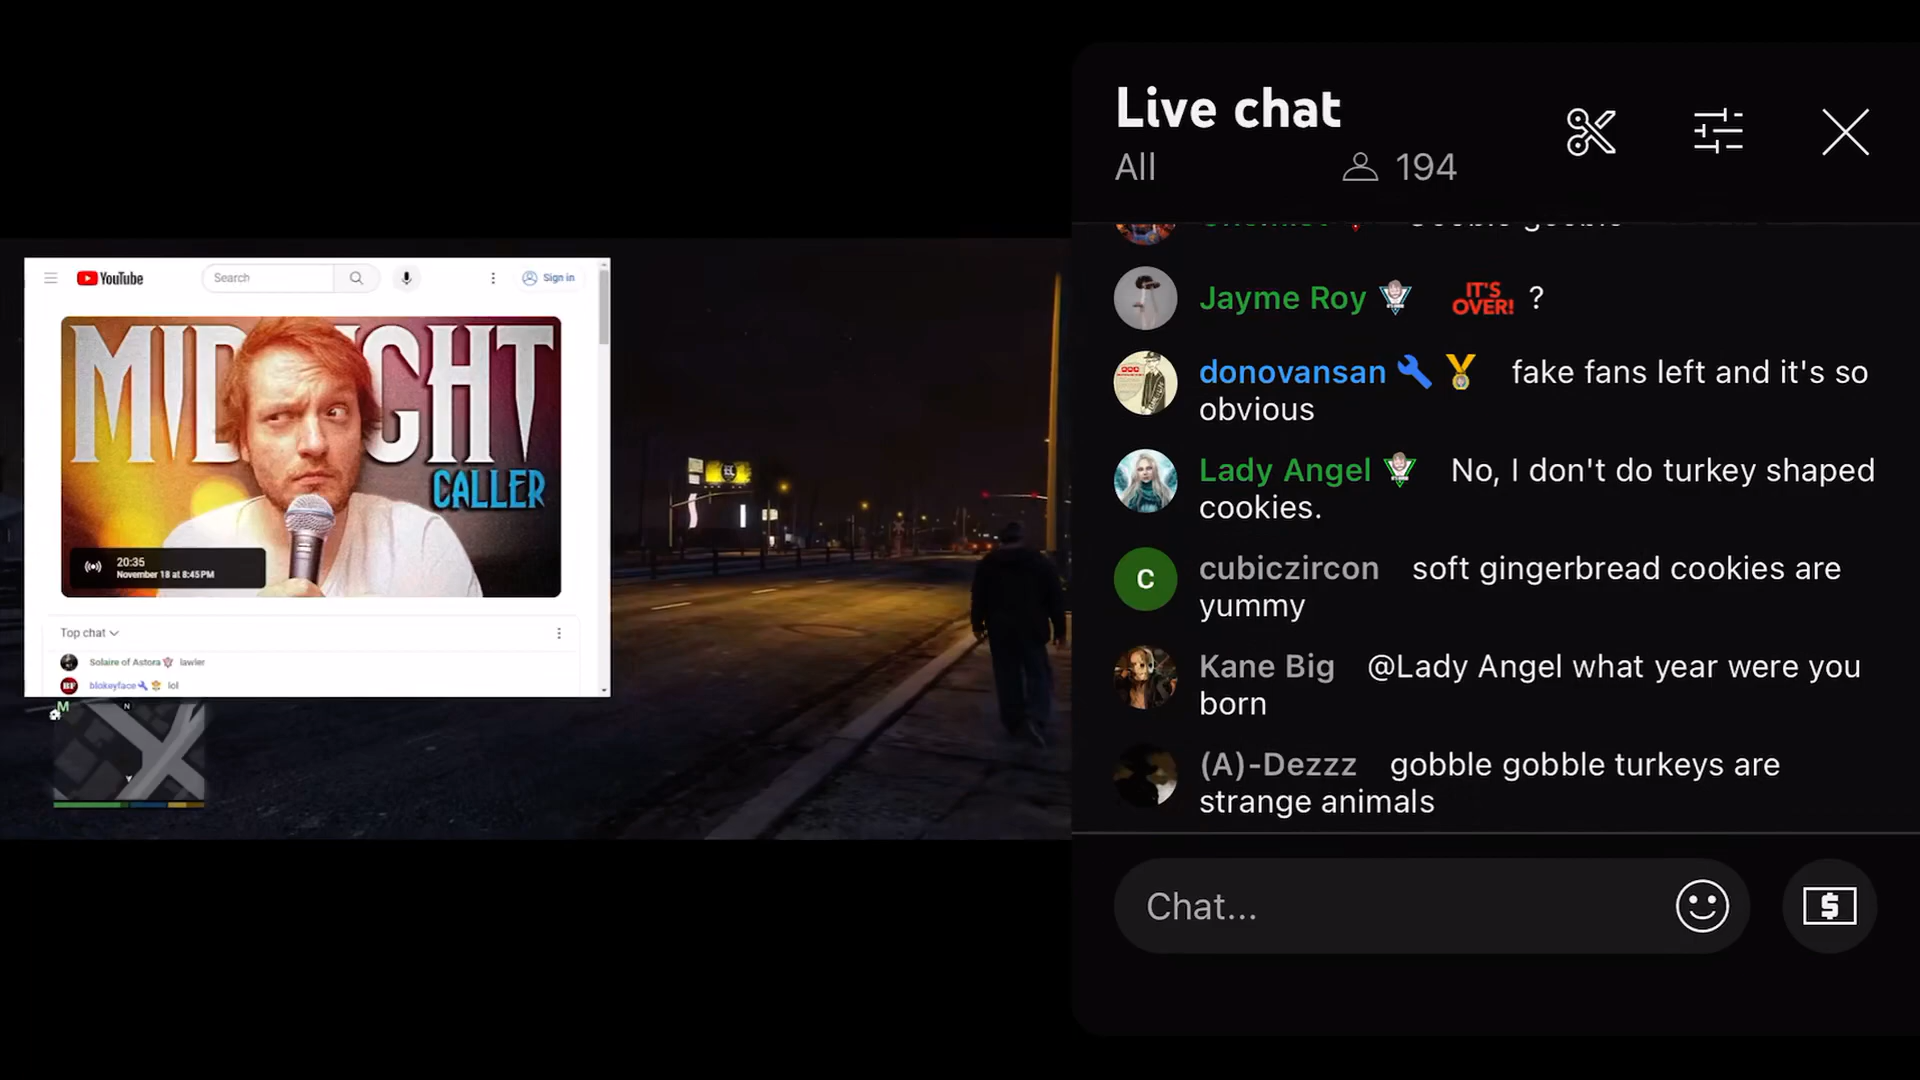 YouTube
Search
Sign in
MIDNIGHT
CALLER
20:35
November 18 at 8:45 PM
Top chat
Solaire of Astora lawler
BF blokeyface lol
M
N
Live chat
All 194
Jayme Roy IT'S OVER! ?
donovansan fake fans left and it's so
obvious
Lady Angel No, I don't do turkey shaped
cookies.
C cubiczircon soft gingerbread cookies are
yummy
Kane Big @Lady Angel what year were you
born
(A)-Dezzz gobble gobble turkeys are
strange animals
Chat...
$